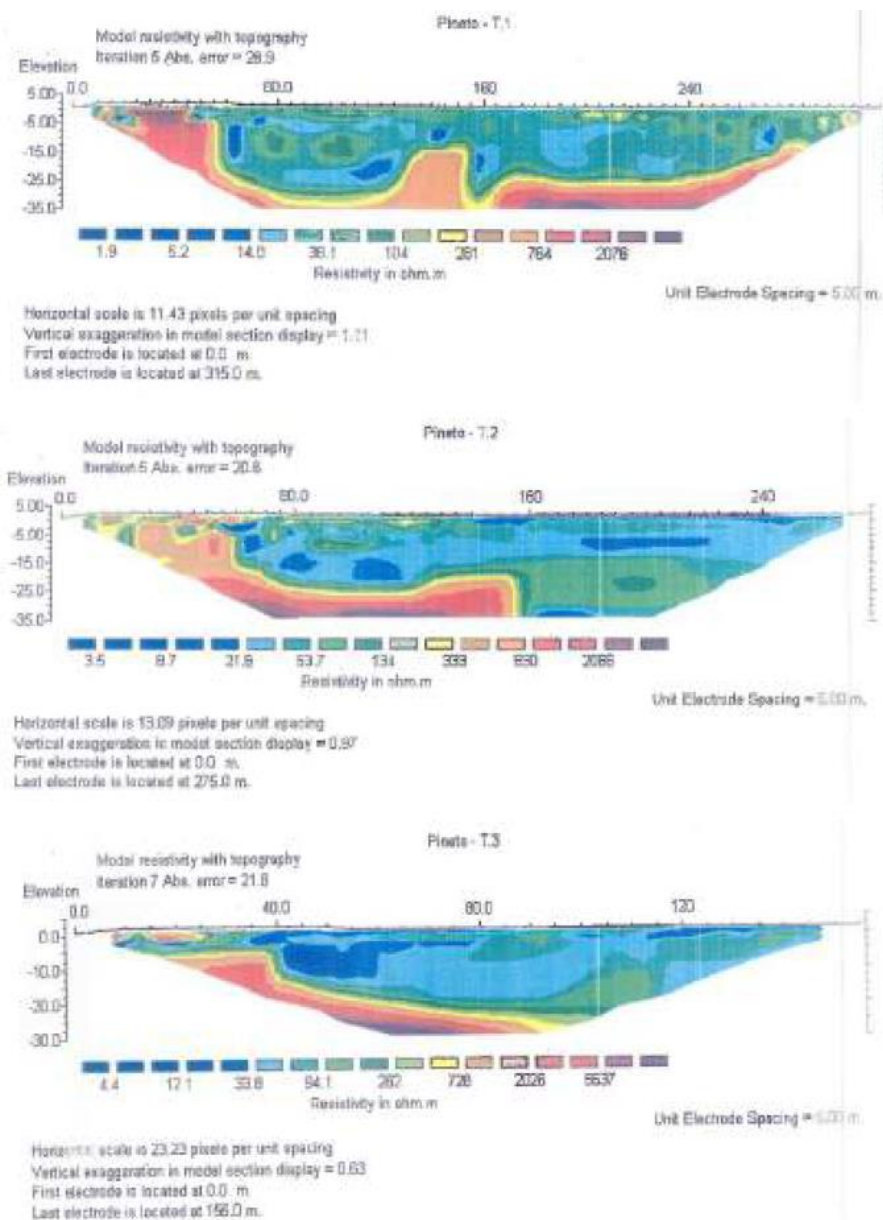 Pineto - T.1
Model resistivity with topography
Iteration 5 Abs. error = 28.9
Elevation
0.0 80.0 160 240
5.00
-5.00
-15.0
-25.0
-35.0
1.9 5.2 14.0 38.1 104 281 764 2076
Resistivity in ohm.m
Unit Electrode Spacing = 5.00 m.
Horizontal scale is 11.43 pixels per unit spacing
Vertical exaggeration in model section display = 1.11
First electrode is located at 0.0 m.
Last electrode is located at 315.0 m.
Pineto - T.2
Model resistivity with topography
Iteration 5 Abs. error = 20.8
Elevation
0.0 80.0 160 240
5.00
-5.00
-15.0
-25.0
-35.0
3.5 8.7 21.6 53.7 134 333 830 2066
Resistivity in ohm.m
Unit Electrode Spacing = 5.00 m.
Horizontal scale is 13.09 pixels per unit spacing
Vertical exaggeration in model section display = 0.97
First electrode is located at 0.0 m.
Last electrode is located at 275.0 m.
Pineto - T.3
Model resistivity with topography
Iteration 7 Abs. error = 21.8
Elevation
0.0 40.0 80.0 120
0.0
-10.0
-20.0
-30.0
4.4 12.1 33.8 94.1 262 728 2026 5637
Resistivity in ohm.m
Unit Electrode Spacing = 5.00 m.
Horizontal scale is 23.23 pixels per unit spacing
Vertical exaggeration in model section display = 0.63
First electrode is located at 0.0 m.
Last electrode is located at 155.0 m.